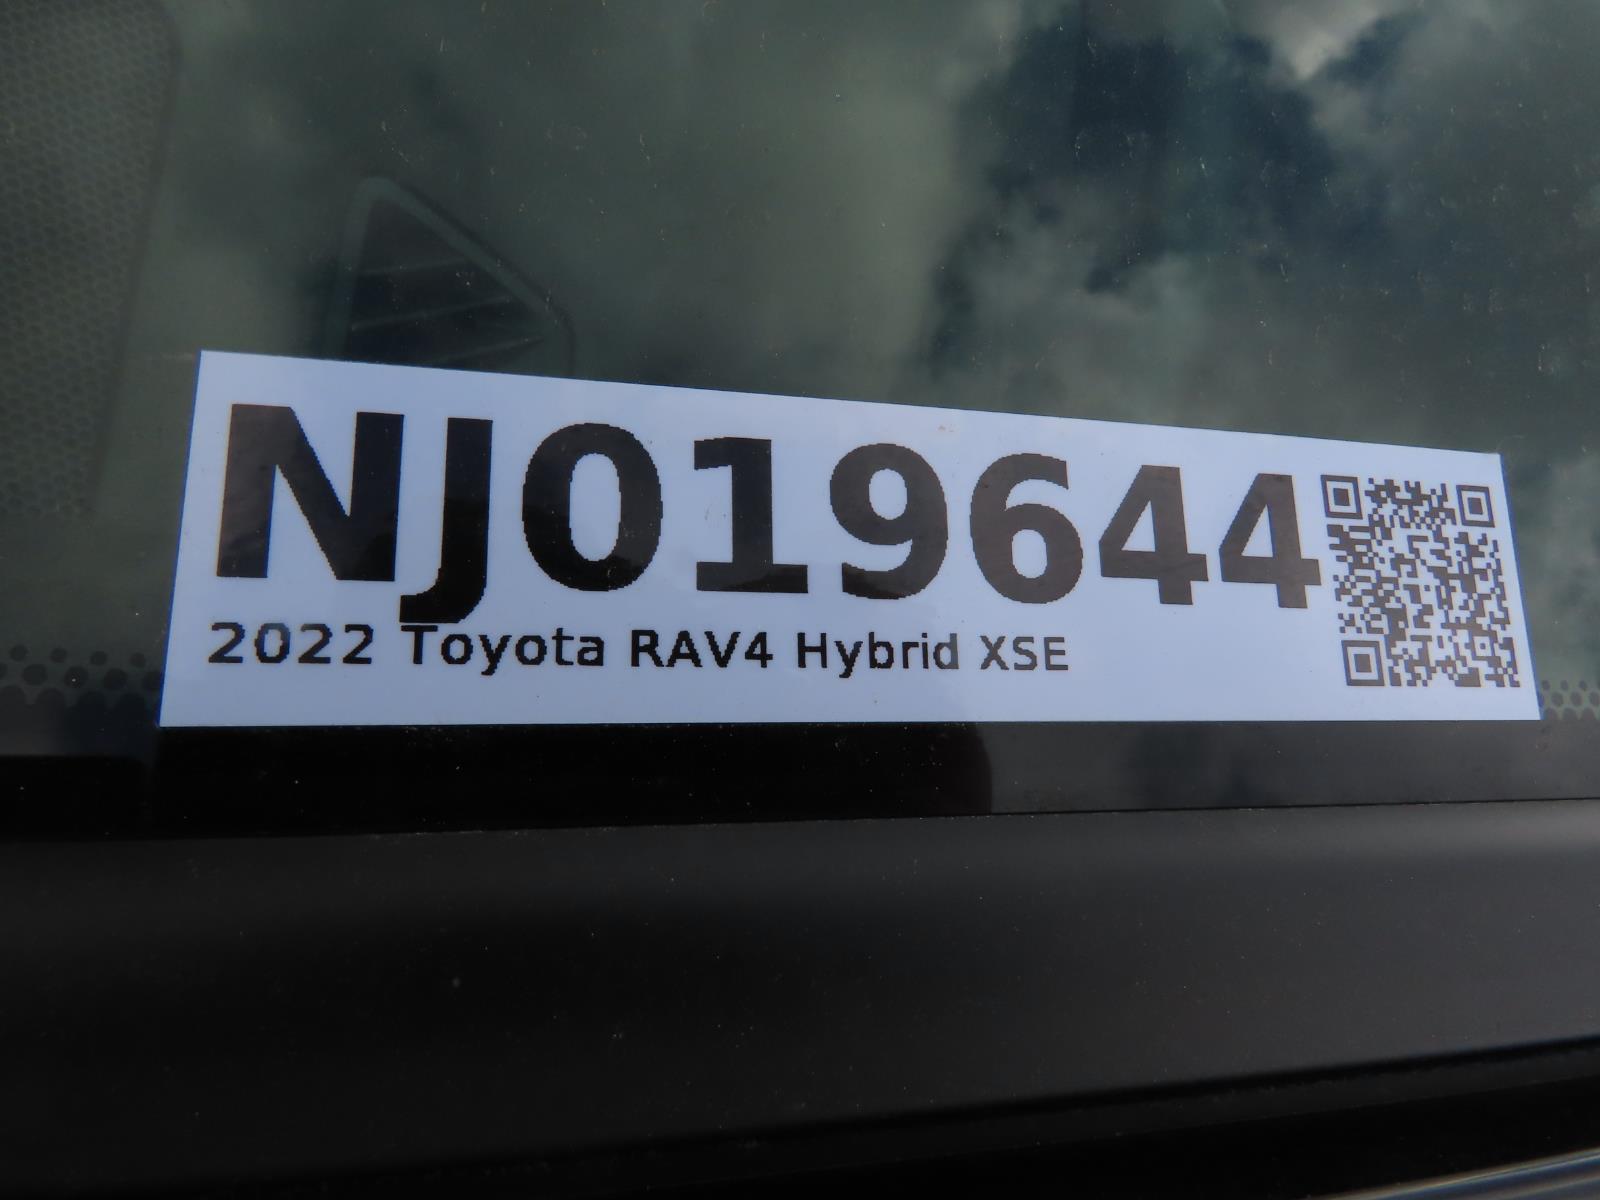 NJ019644
2022 Toyota RAV4 Hybrid XSE